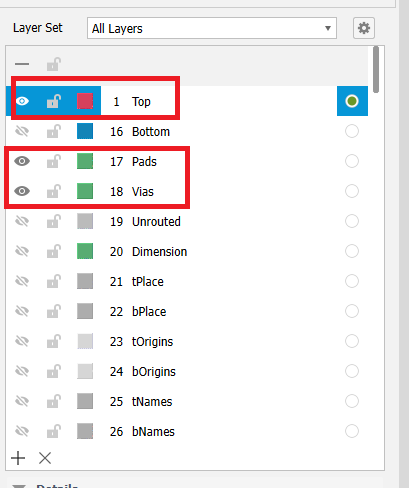 Layer Set All Layers
1 Top
16 Bottom
17 Pads
18 Vias
19 Unrouted
20 Dimension
21 tPlace
22 bPlace
23 tOrigins
24 bOrigins
25 tNames
26 bNames
Details